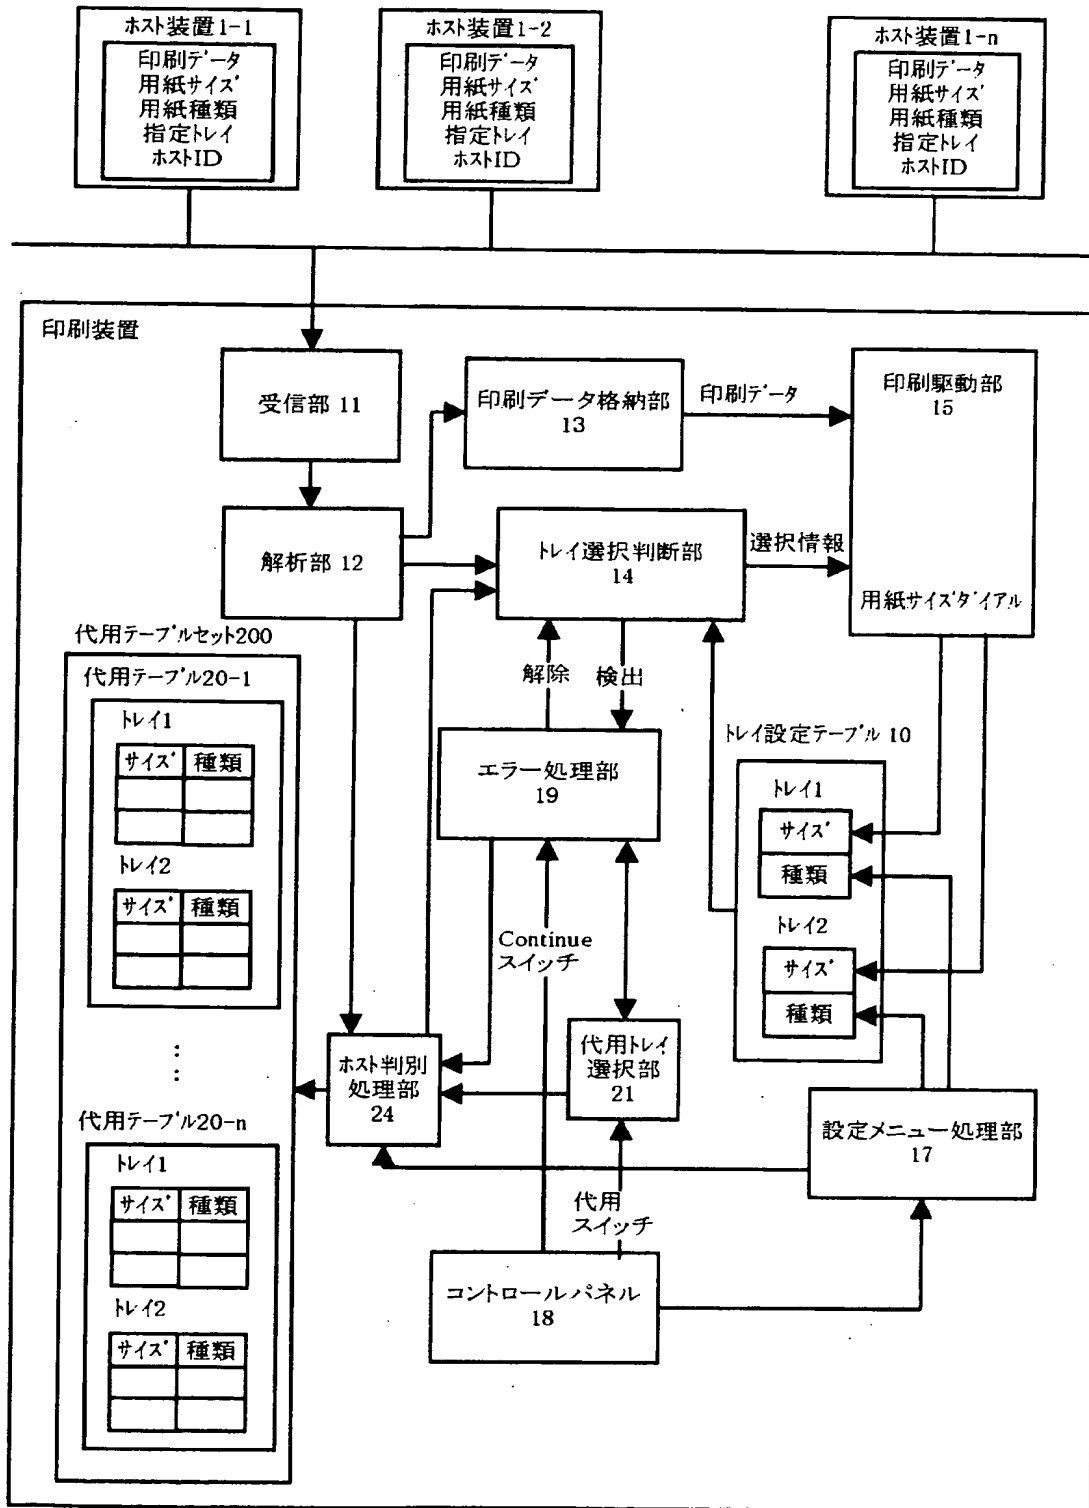 ホスト装置1-1
印刷データ
用紙サイズ
用紙種類
指定トレイ
ホストID
ホスト装置1-2
印刷データ
用紙サイズ
用紙種類
指定トレイ
ホストID
ホスト装置1-n
印刷データ
用紙サイズ
用紙種類
指定トレイ
ホストID
印刷装置
受信部 11
印刷データ格納部
13
印刷データ
印刷駆動部
15
用紙サイズダイアル
解析部 12
トレイ選択判断部
14
選択情報
代用テーブルセット200
代用テーブル20-1
トレイ1
サイズ 種類
トレイ2
サイズ 種類
⋮
代用テーブル20-n
トレイ1
サイズ 種類
トレイ2
サイズ 種類
解除
検出
エラー処理部
19
トレイ設定テーブル 10
トレイ1
サイズ
種類
トレイ2
サイズ
種類
Continue
スイッチ
ホスト判別
処理部
24
代用トレイ
選択部
21
設定メニュー処理部
17
代用
スイッチ
コントロールパネル
18